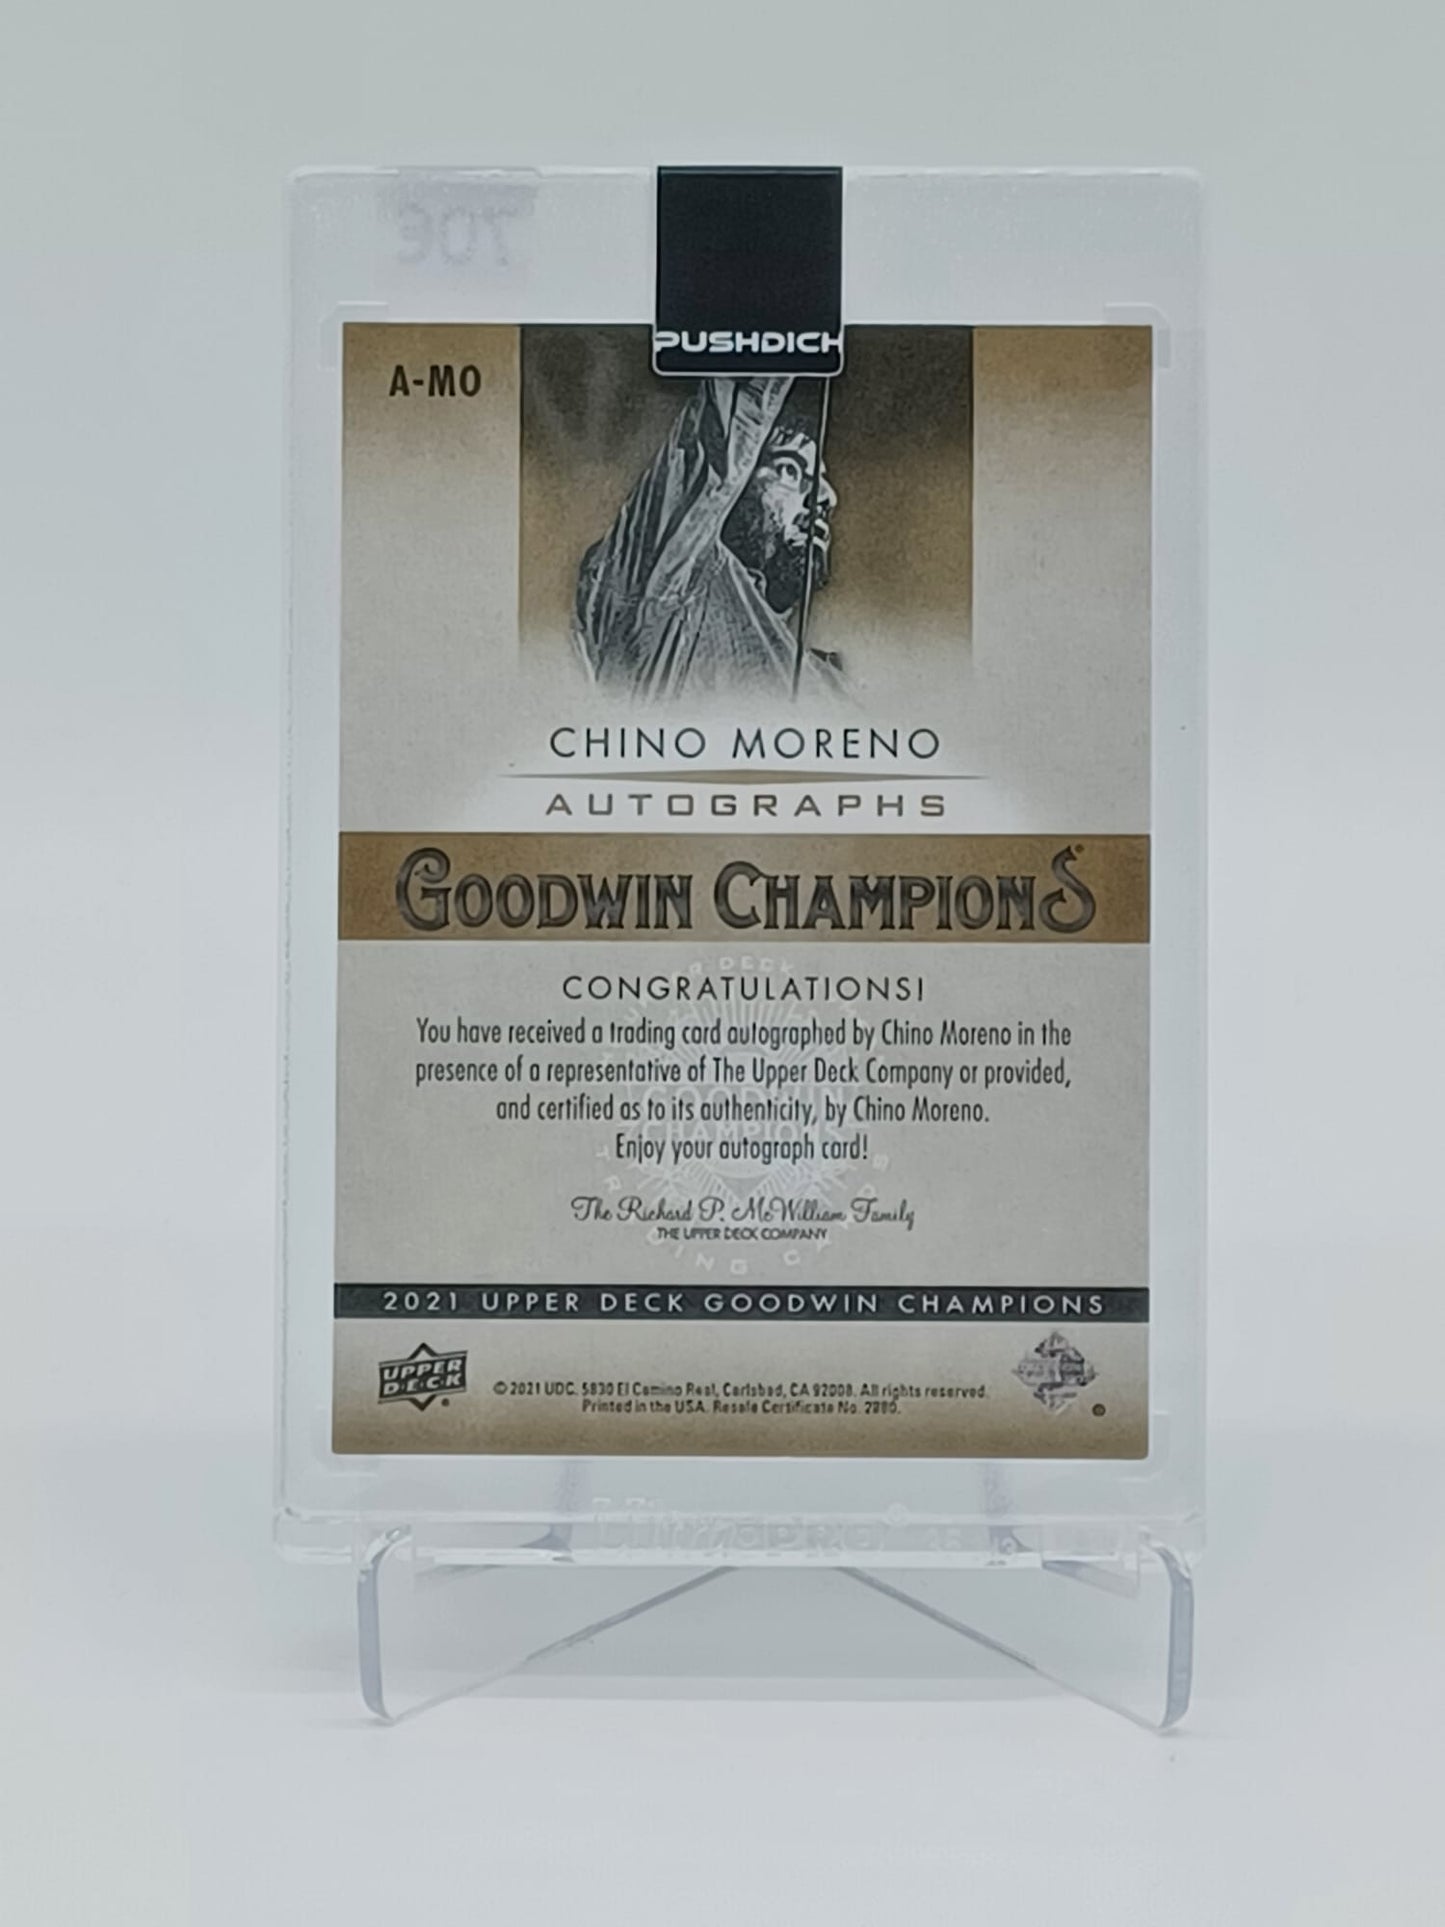 70€
PUSHDICH
A-MO
CHINO MORENO
AUTOGRAPHS
GOODWIN CHAMPIONS
CONGRATULATIONS!
You have received a trading card autographed by Chino Moreno in the
presence of a representative of The Upper Deck Company or provided,
and certified as to its authenticity, by Chino Moreno.
Enjoy your autograph card!
The Richard P. McWilliam Family
THE UPPER DECK COMPANY
2021 UPPER DECK GOODWIN CHAMPIONS
UPPER
DECK
© 2021 UDC. 5830 El Camino Real, Carlsbad, CA 92008. All rights reserved.
Printed in the USA. Resale Certificate No.
UltraPRO